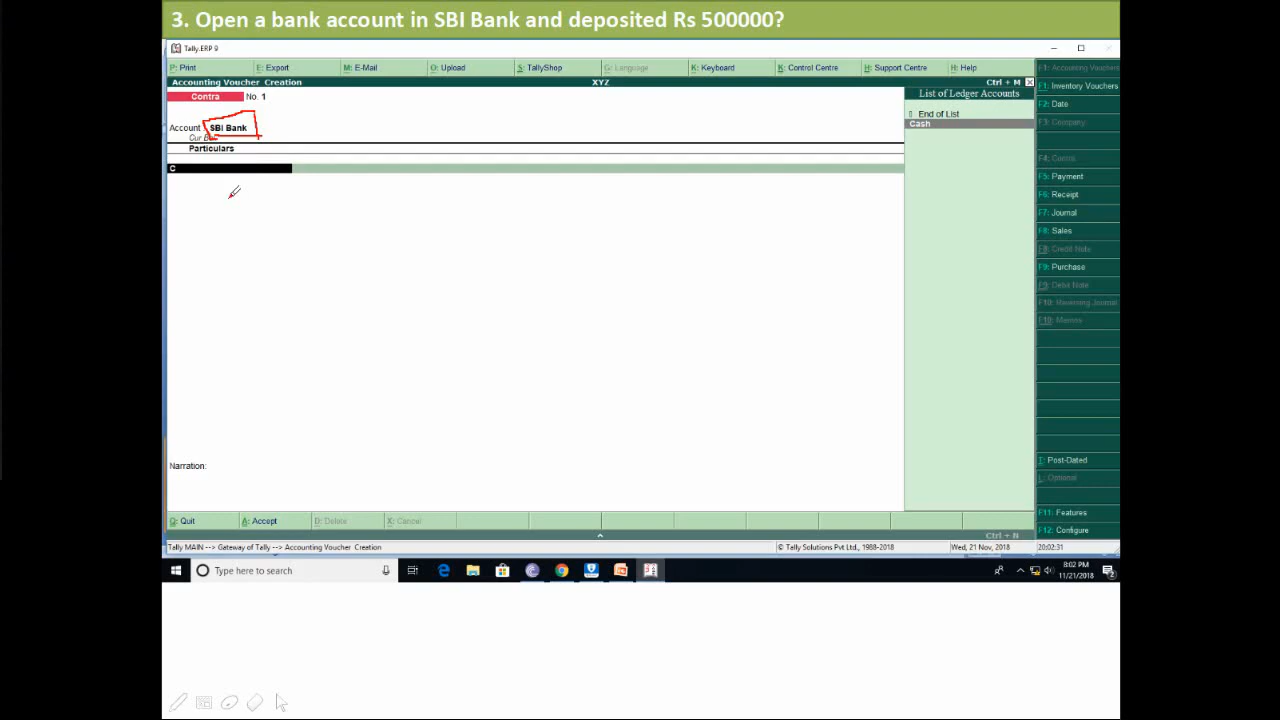 3. Open a bank account in SBI Bank and deposited Rs 500000?
Tally.ERP 9
P: Print E: Export M: E-Mail O: Upload S: TallyShop G: Language K: Keyboard K: Control Centre H: Support Centre H: Help
F1: Accounting Vouchers
Accounting Voucher Creation XYZ Ctrl + M
F1: Inventory Vouchers
Contra No. 1
List of Ledger Accounts
F2: Date
End of List
F3: Company
Cash
Account SBI Bank
Cur
Particulars
F4: Contra
C
F5: Payment
F6: Receipt
F7: Journal
F8: Sales
F8: Credit Note
F9: Purchase
F9: Debit Note
F10: Reversing Journal
F10: Memos
T: Post-Dated
Narration:
L: Optional
F11: Features
Q: Quit A: Accept D: Delete X: Cancel
F12: Configure
Ctrl + N
Tally MAIN --> Gateway of Tally --> Accounting Voucher Creation © Tally Solutions Pvt Ltd., 1988-2018 Wed, 21 Nov, 2018 20:02:31
Type here to search
8:02 PM
11/21/2018
2